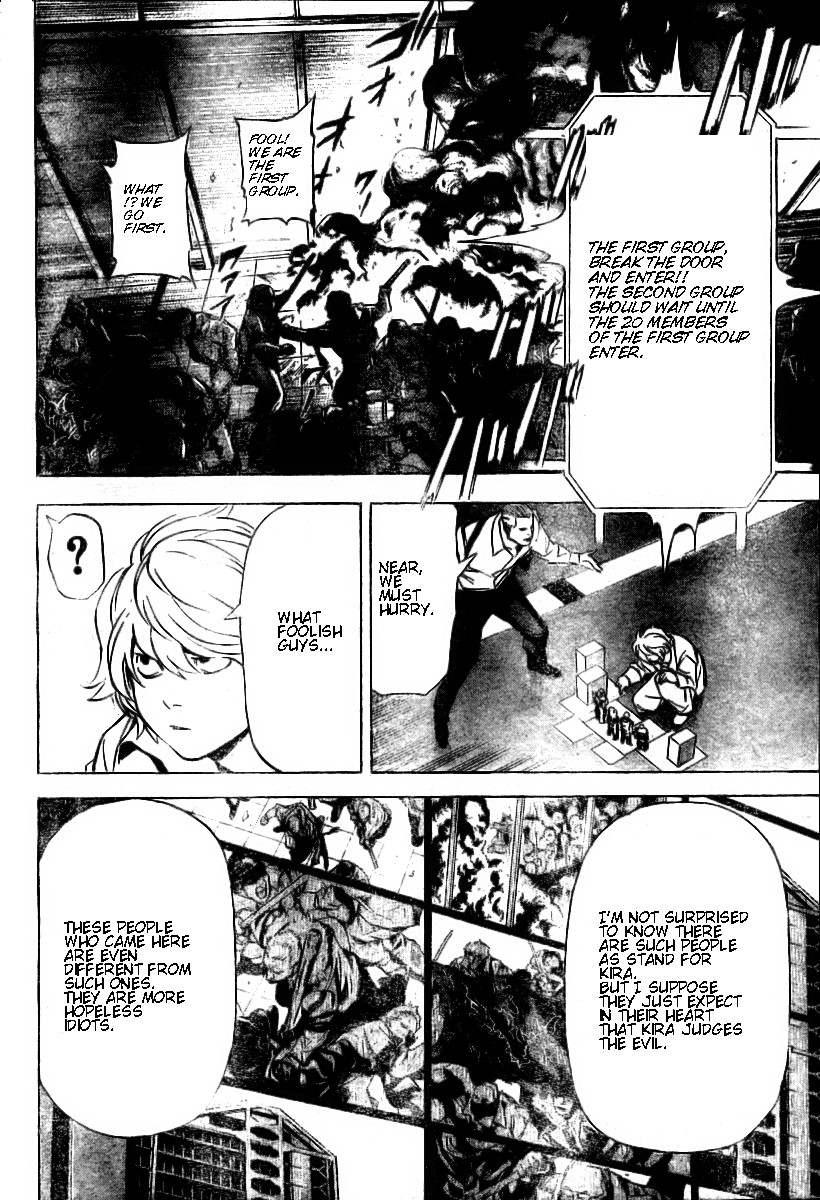 THE FIRST GROUP,
BREAK THE DOOR
AND ENTER!!
THE SECOND GROUP
SHOULD WAIT UNTIL
THE 20 MEMBERS
OF THE FIRST GROUP
ENTER.
FOOL!
WE ARE
THE
FIRST
GROUP.
WHAT
!? WE
GO
FIRST.
NEAR,
WE
MUST
HURRY.
WHAT
FOOLISH
GUYS...
?
I'M NOT SURPRISED
TO KNOW THERE
ARE SUCH PEOPLE
AS STAND FOR
KIRA.
BUT I SUPPOSE
THEY JUST EXPECT
IN THEIR HEART
THAT KIRA JUDGES
THE EVIL.
THESE PEOPLE
WHO CAME HERE
ARE EVEN
DIFFERENT FROM
SUCH ONES.
THEY ARE MORE
HOPELESS
IDIOTS.